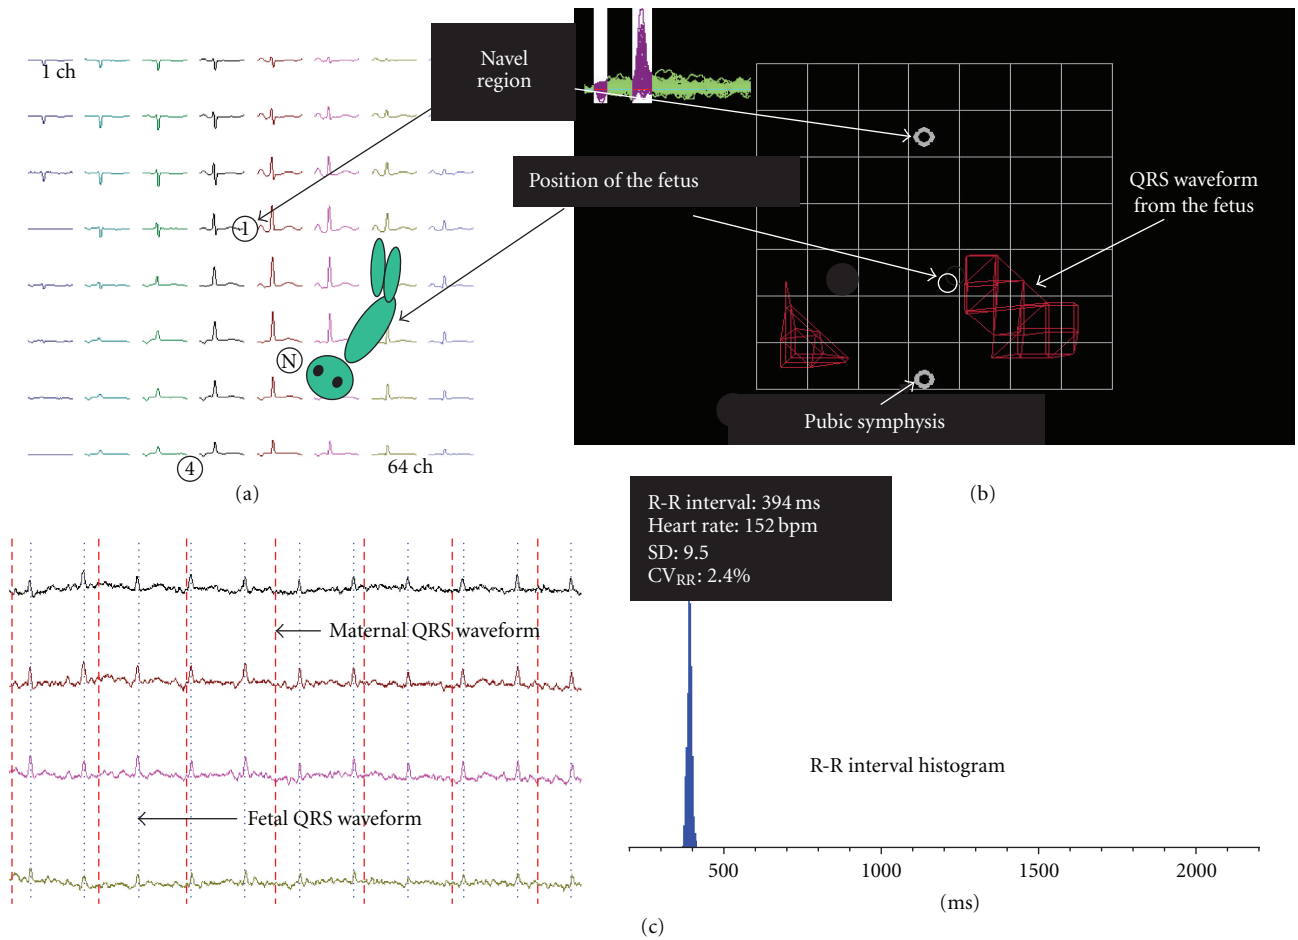 1 ch
1
N
4
64 ch
(a)
Navel
region
Position of the fetus
QRS waveform
from the fetus
Pubic symphysis
(b)
Maternal QRS waveform
Fetal QRS waveform
R-R interval: 394 ms
Heart rate: 152 bpm
SD: 9.5
CVRR: 2.4%
R-R interval histogram
500 1000 1500 2000
(ms)
(c)